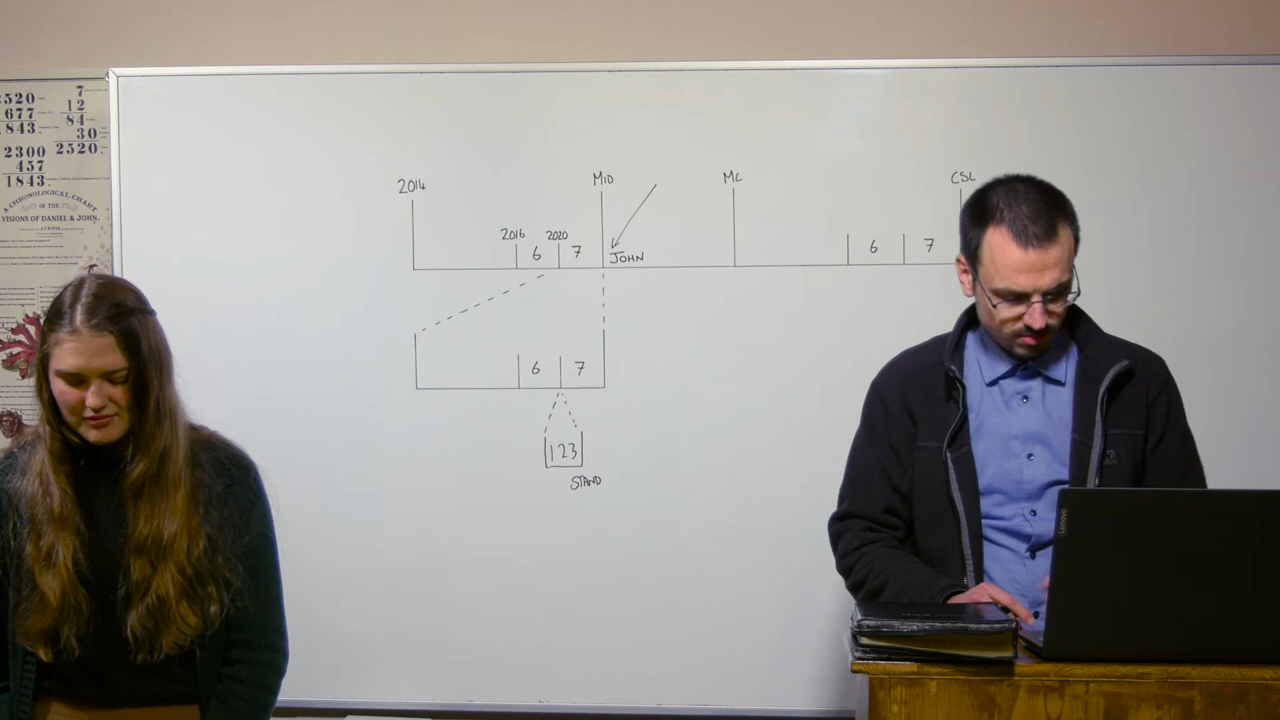 2520
677
1843.
2300
457
1843.
7
12
84
30
2520.
A CHRONOLOGICAL CHART
OF THE
VISIONS OF DANIEL & JOHN.
2014
MID
MC
CSL
2016
2020
6
7
JOHN
6
7
6
7
123
STAND
Lenovo